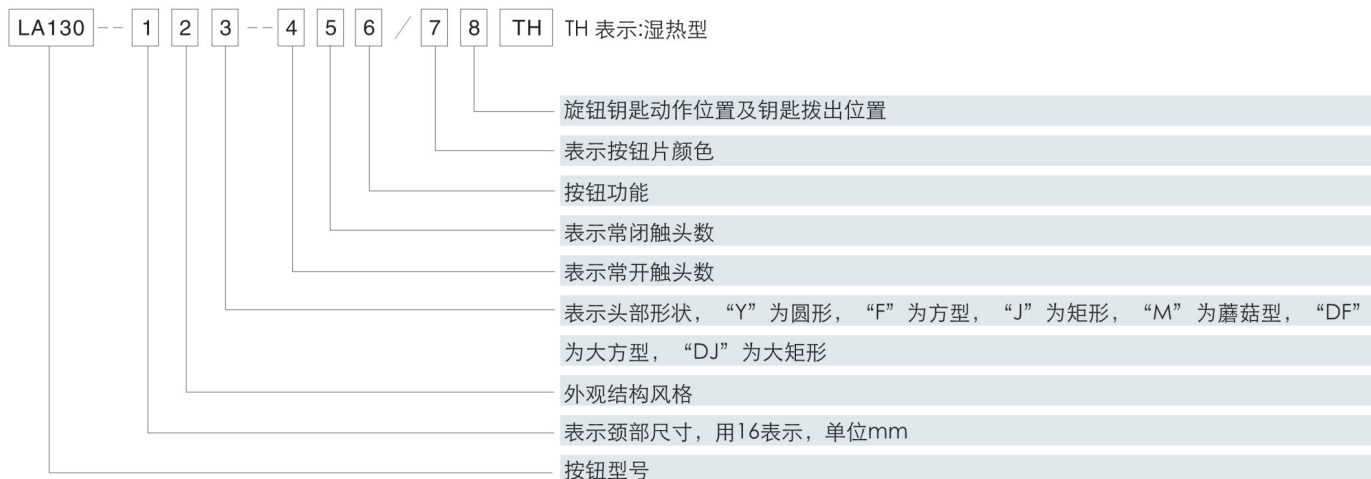 LA130 -- 1 2 3 -- 4 5 6 / 7 8 TH TH 表示:湿热型
旋钮钥匙动作位置及钥匙拨出位置
表示按钮片颜色
按钮功能
表示常闭触头数
表示常开触头数
表示头部形状，“Y”为圆形，“F”为方型，“J”为矩形，“M”为蘑菇型，“DF”
为大方型，“DJ”为大矩形
外观结构风格
表示颈部尺寸，用16表示，单位mm
按钮型号